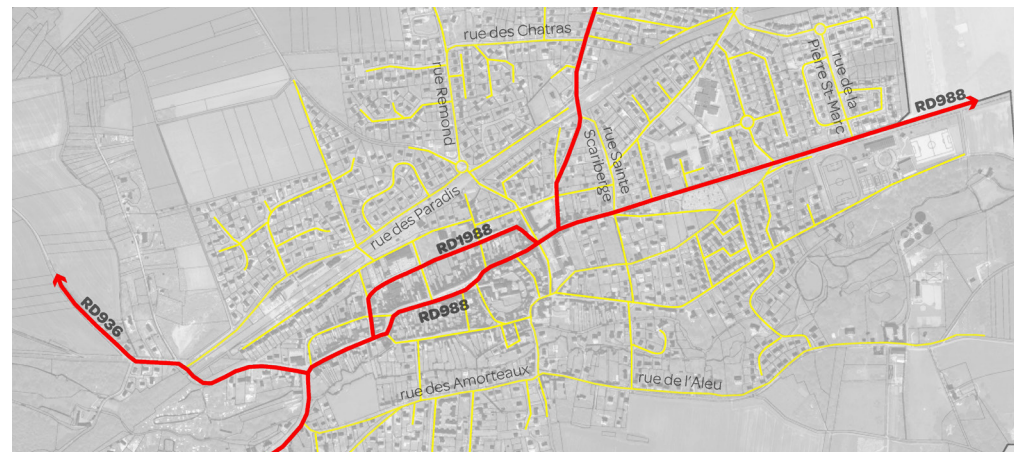 rue des Chatras
rue Remond
rue de la
Pierre St-Marc
RD988
rue Sainte
Scariberge
rue des Paradis
RD1988
RD988
RD936
rue des Amorteaux
rue de l'Aleu